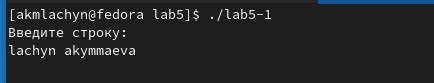 [akmlachyn@fedora lab5]$ ./lab5-1
Введите строку:
lachyn akymmaeva